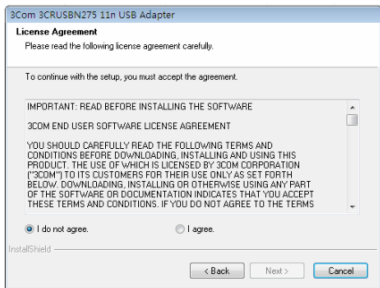 3Com 3CRUSBN275 11n USB Adapter
License Agreement
Please read the following license agreement carefully.
To continue with the setup, you must accept the agreement.
IMPORTANT: READ BEFORE INSTALLING THE SOFTWARE
3COM END USER SOFTWARE LICENSE AGREEMENT
YOU SHOULD CAREFULLY READ THE FOLLOWING TERMS AND
CONDITIONS BEFORE DOWNLOADING, INSTALLING AND USING THIS
PRODUCT. THE USE OF WHICH IS LICENSED BY 3COM CORPORATION
("3COM") TO ITS CUSTOMERS FOR THEIR USE ONLY AS SET FORTH
BELOW. DOWNLOADING, INSTALLING OR OTHERWISE USING ANY PART
OF THE SOFTWARE OR DOCUMENTATION INDICATES THAT YOU ACCEPT
THESE TERMS AND CONDITIONS. IF YOU DO NOT AGREE TO THE TERMS
I do not agree.
I agree.
InstallShield
< Back
Next >
Cancel